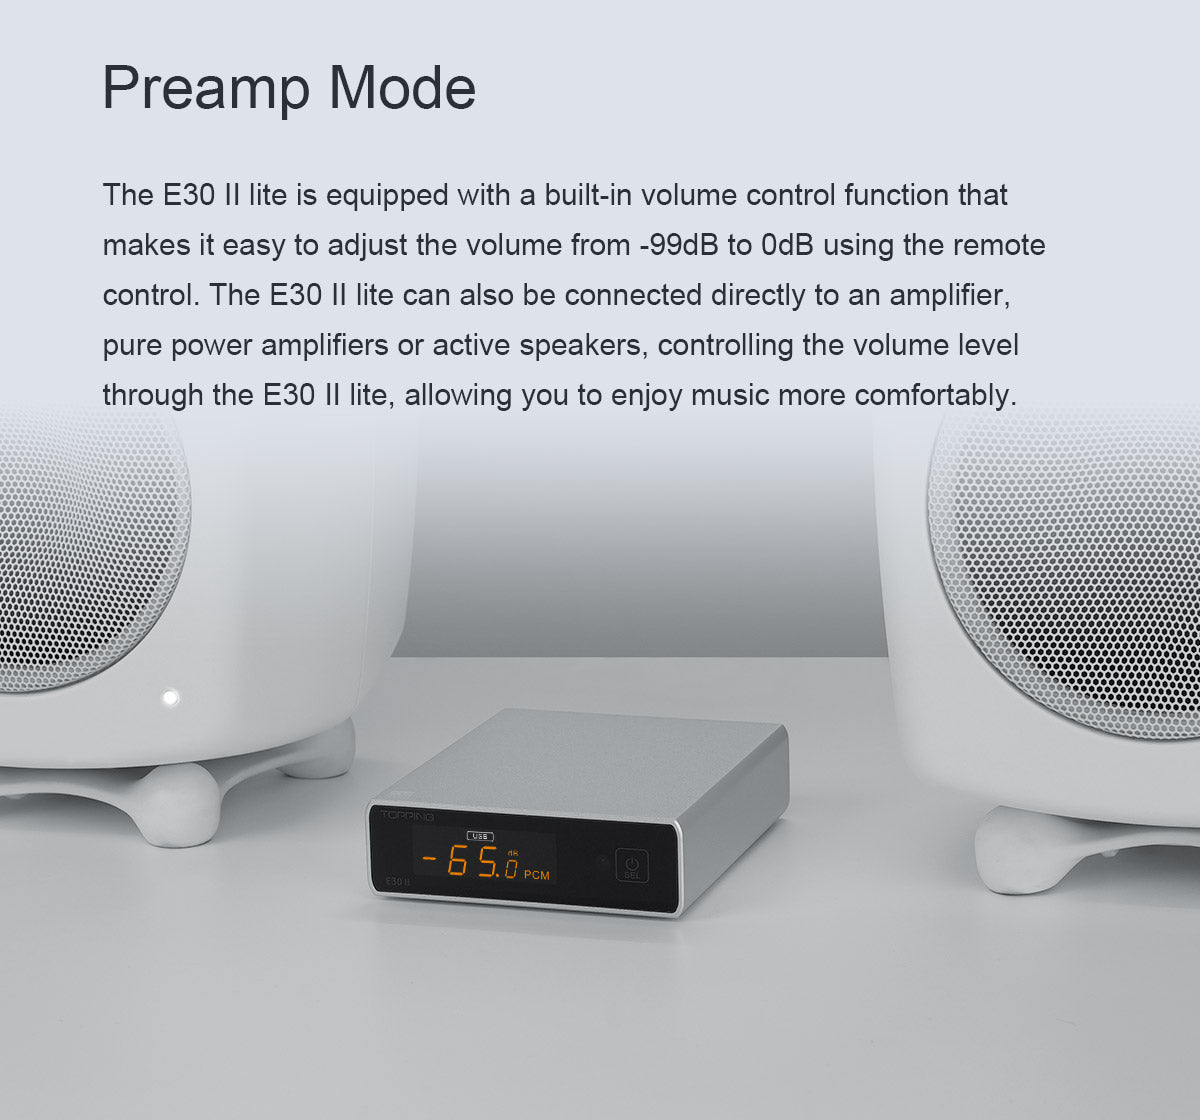 Preamp Mode
The E30 II lite is equipped with a built-in volume control function that
makes it easy to adjust the volume from -99dB to 0dB using the remote
control. The E30 II lite can also be connected directly to an amplifier,
pure power amplifiers or active speakers, controlling the volume level
through the E30 II lite, allowing you to enjoy music more comfortably.
TOPPING
USB
-65.0 dB PCM
SEL
E30 II